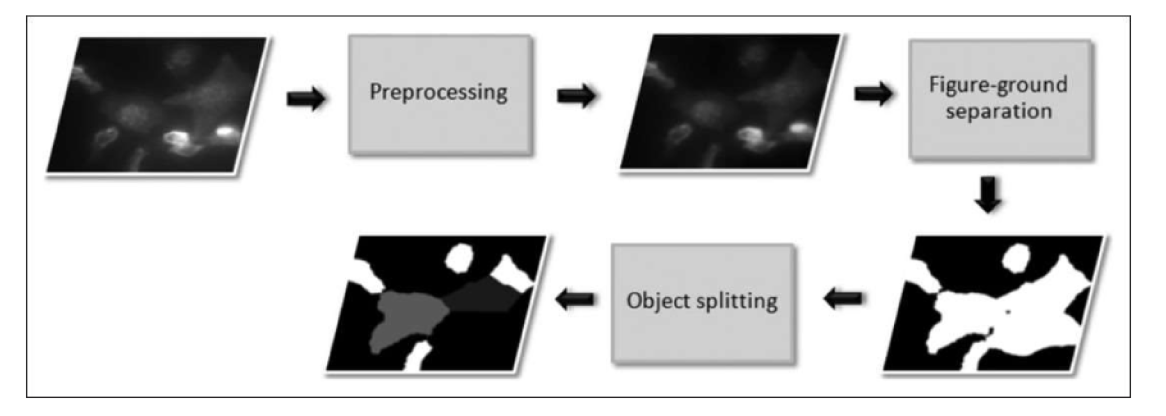 Preprocessing
Figure-ground
separation
Object splitting